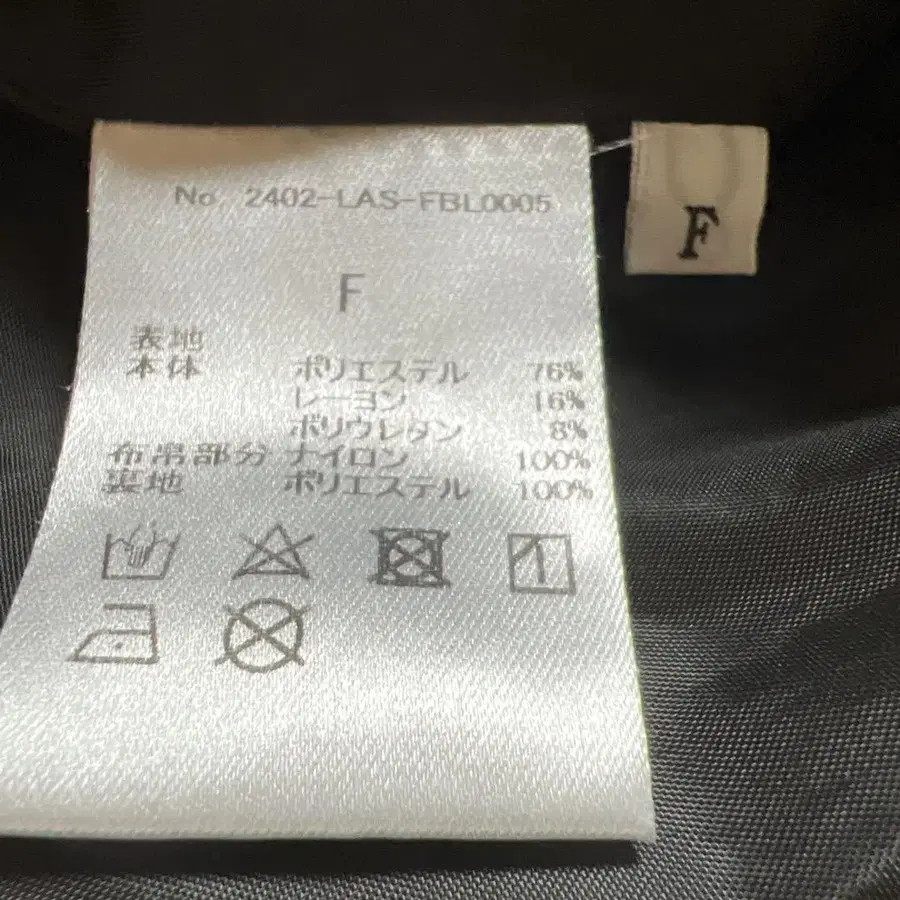 No 2402-LAS-FBL0005
F
F
表地
本体 ポリエステル 76%
レーヨン 16%
ポリウレタン 8%
布帛部分 ナイロン 100%
裏地 ポリエステル 100%